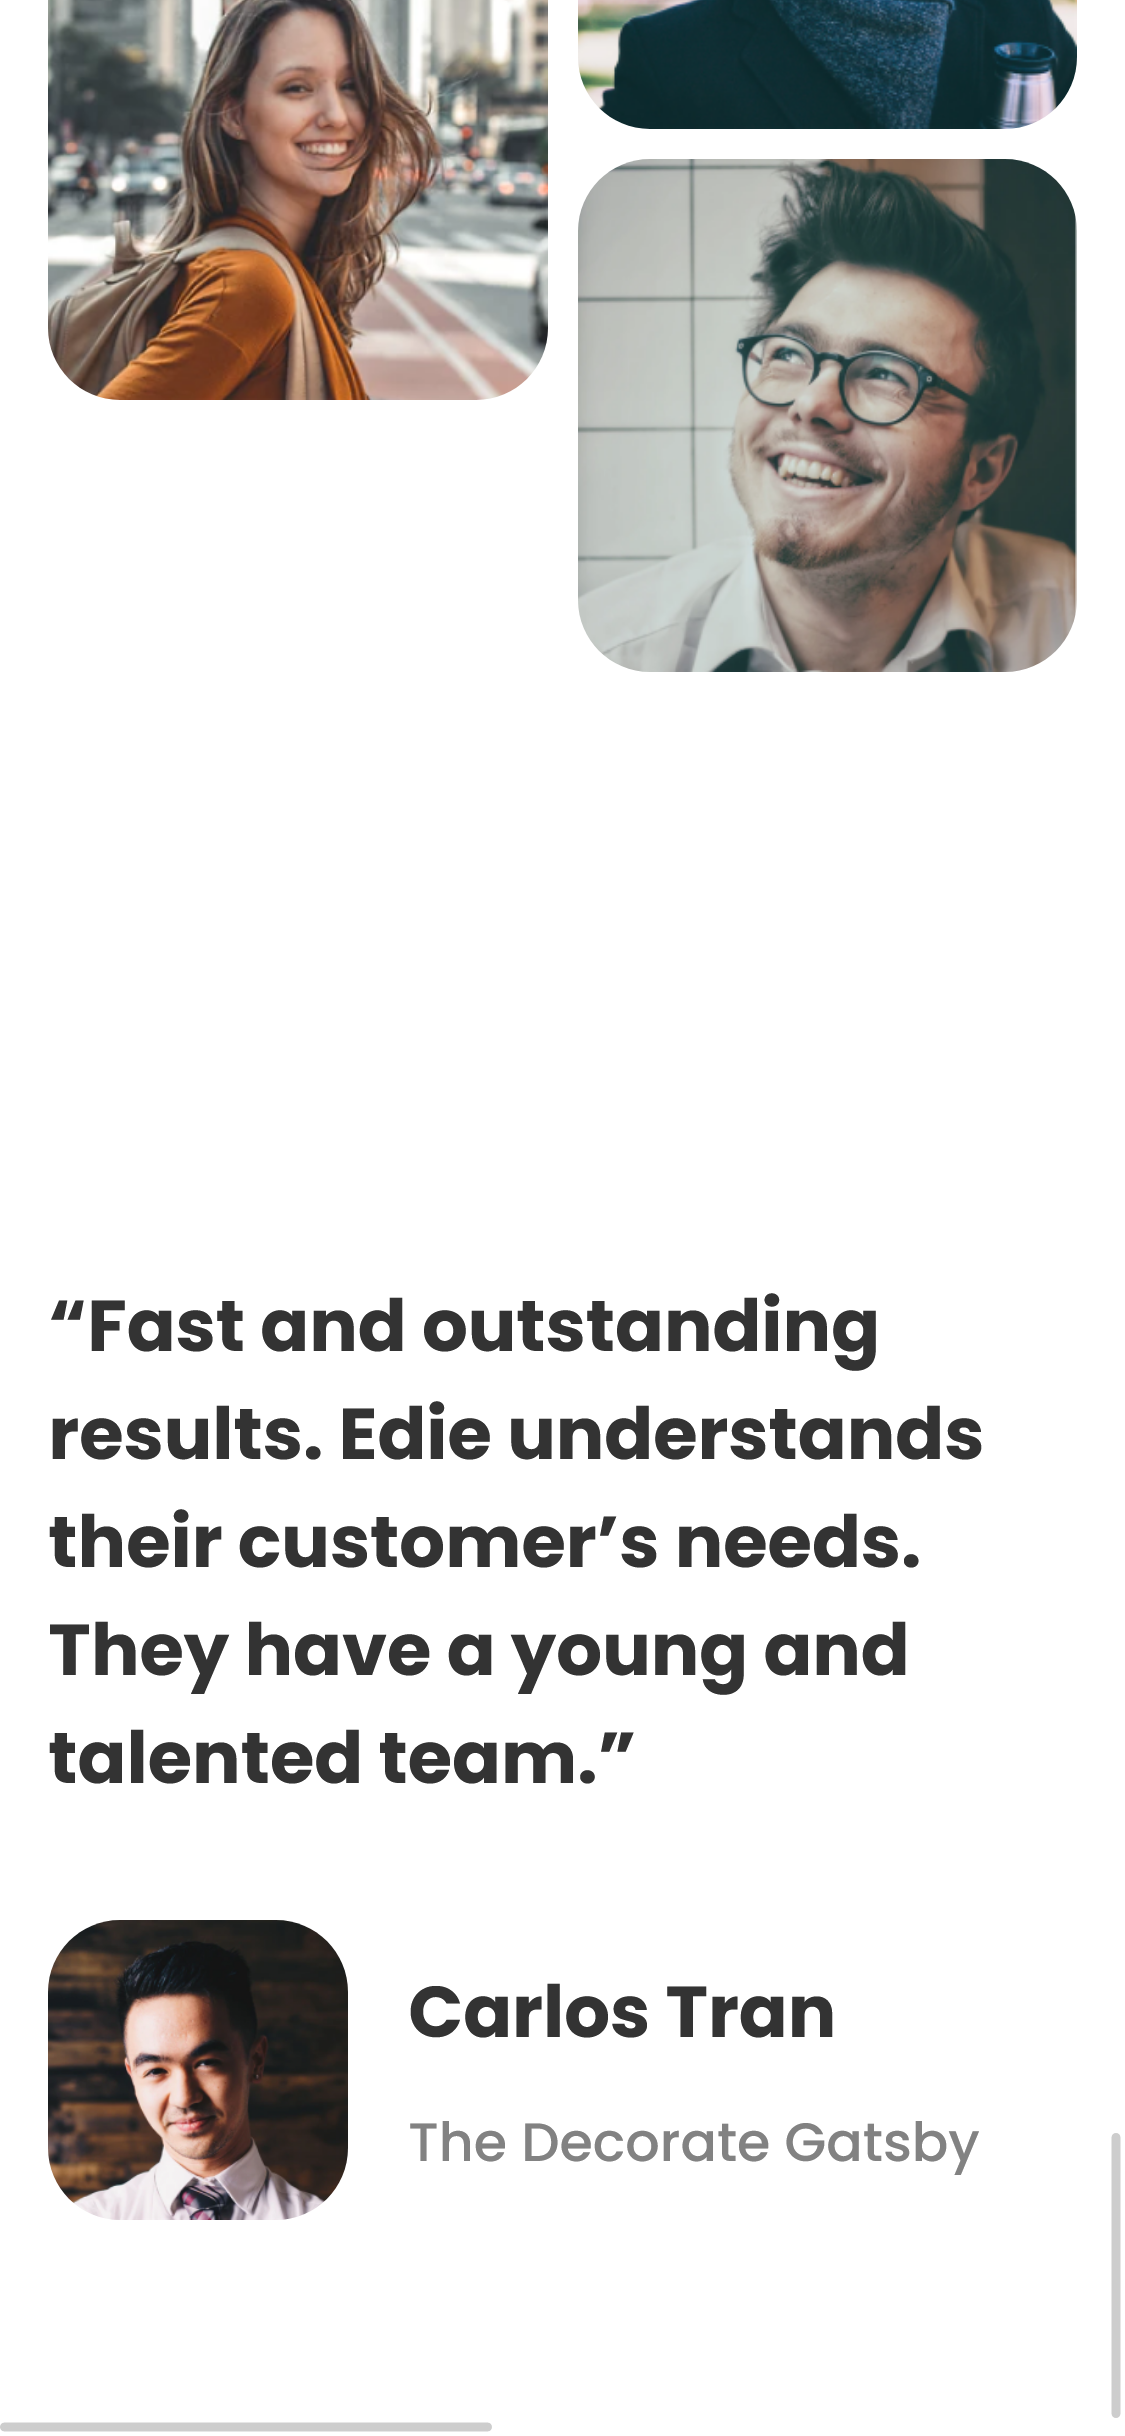 “Fast and outstanding
results. Edie understands
their customer’s needs.
They have a young and
talented team.”
Carlos Tran
The Decorate Gatsby